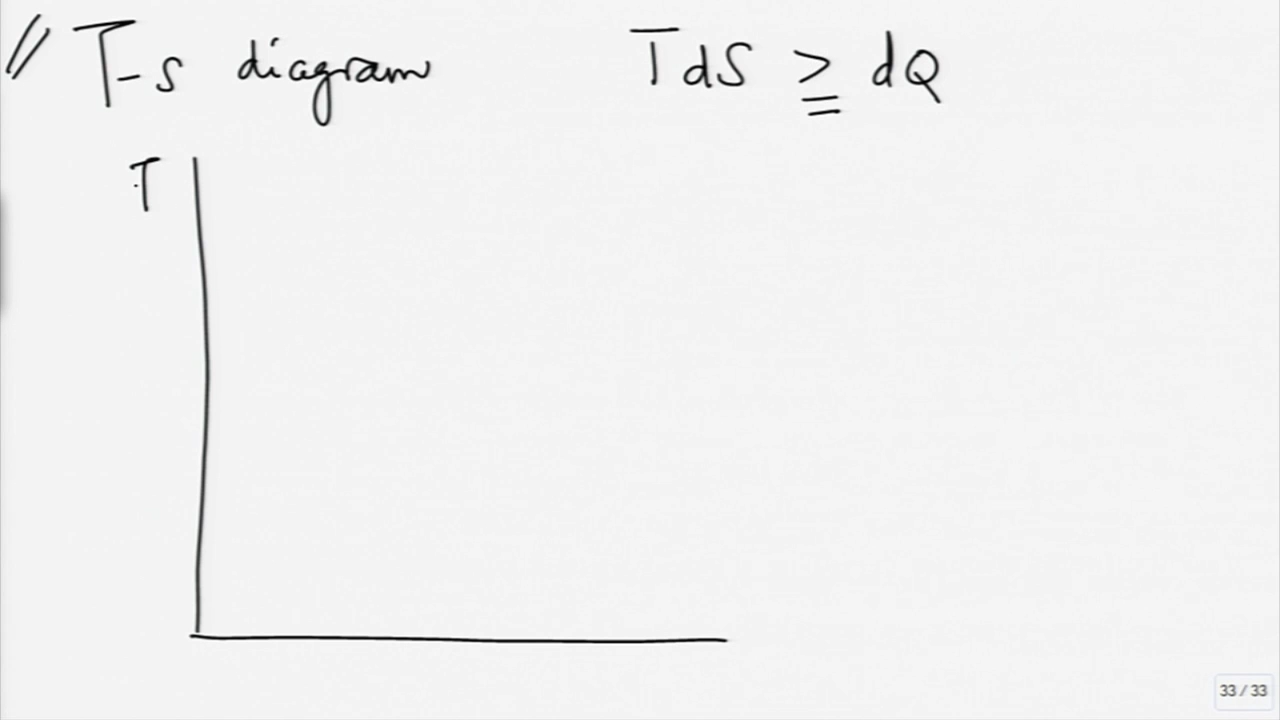 // T-s diagram
TdS ≥ dQ
T
33 / 33